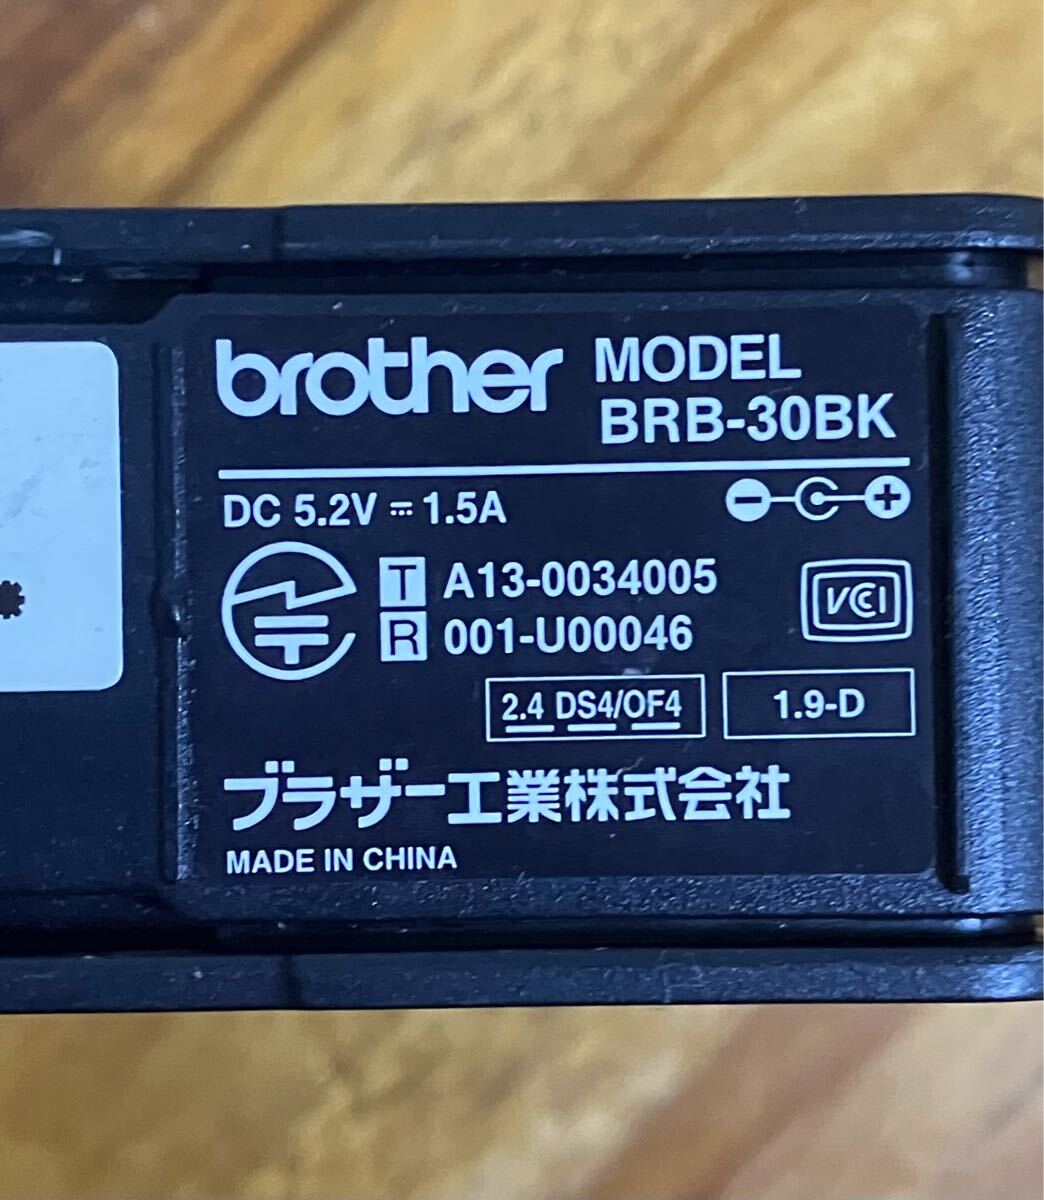 brother MODEL
BRB-30BK
DC 5.2V ⎓ 1.5A
T A13-0034005
R 001-U00046
VCCI
2.4 DS4/OF4
1.9-D
ブラザー工業株式会社
MADE IN CHINA